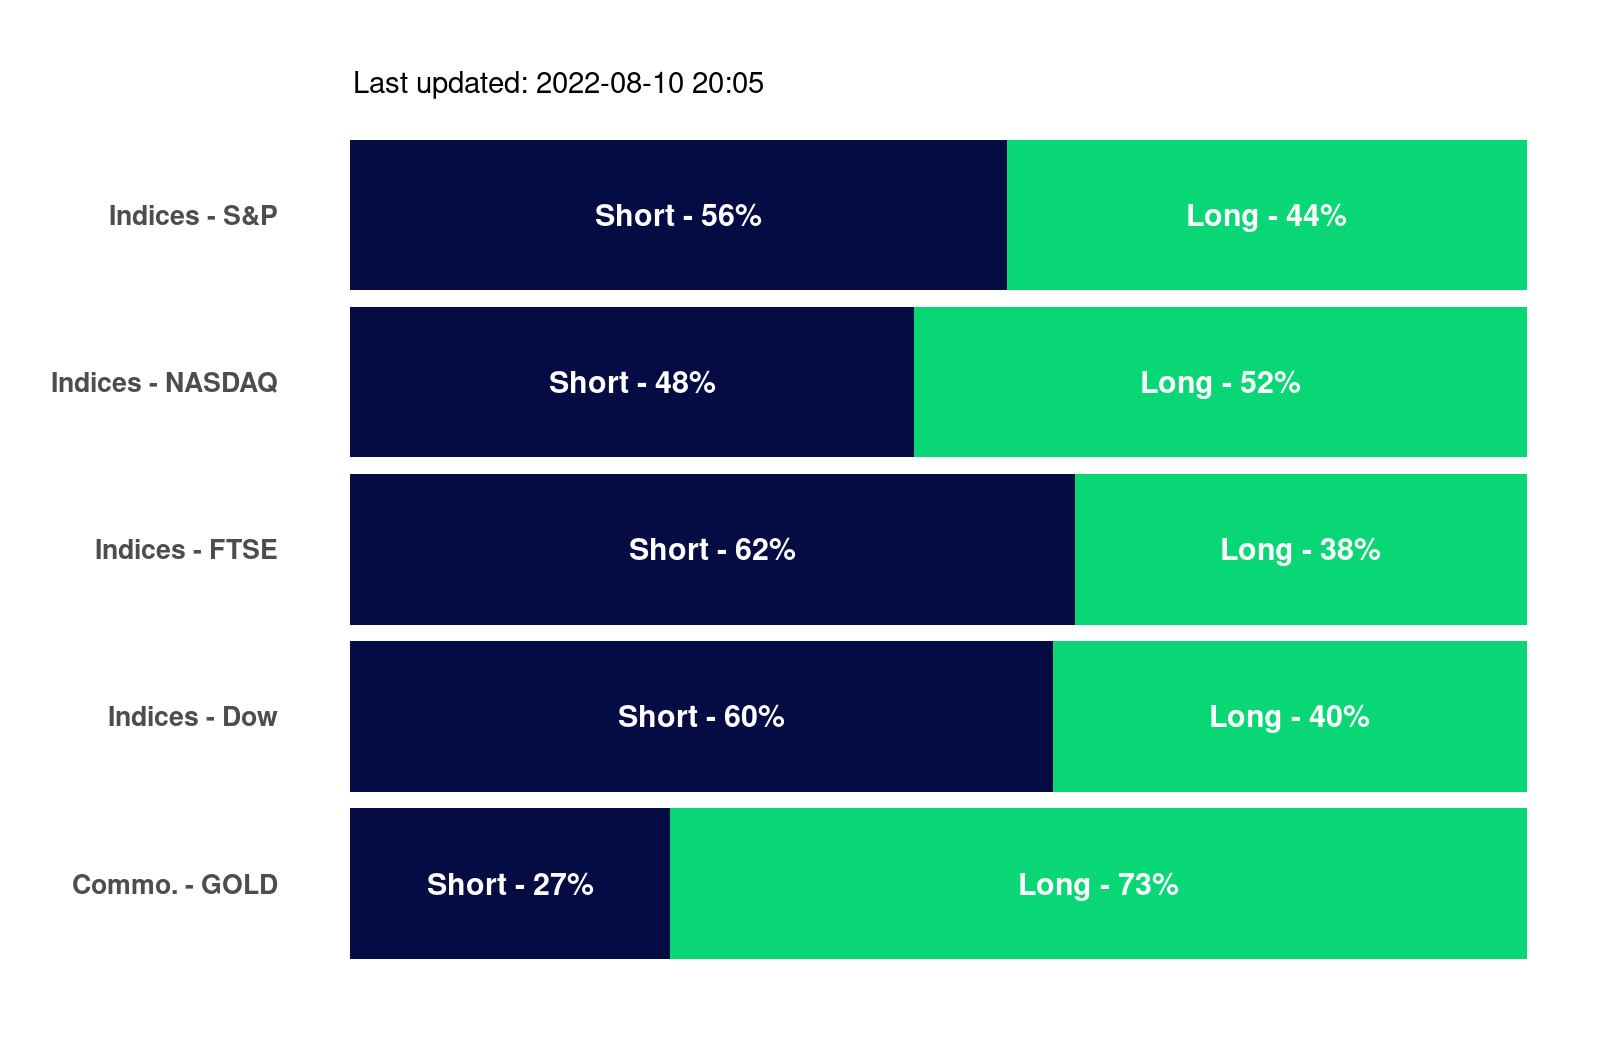 Last updated: 2022-08-10 20:05
Indices - S&P
Short - 56%
Long - 44%
Indices - NASDAQ
Short - 48%
Long - 52%
Indices - FTSE
Short - 62%
Long - 38%
Indices - Dow
Short - 60%
Long - 40%
Commo. - GOLD
Short - 27%
Long - 73%